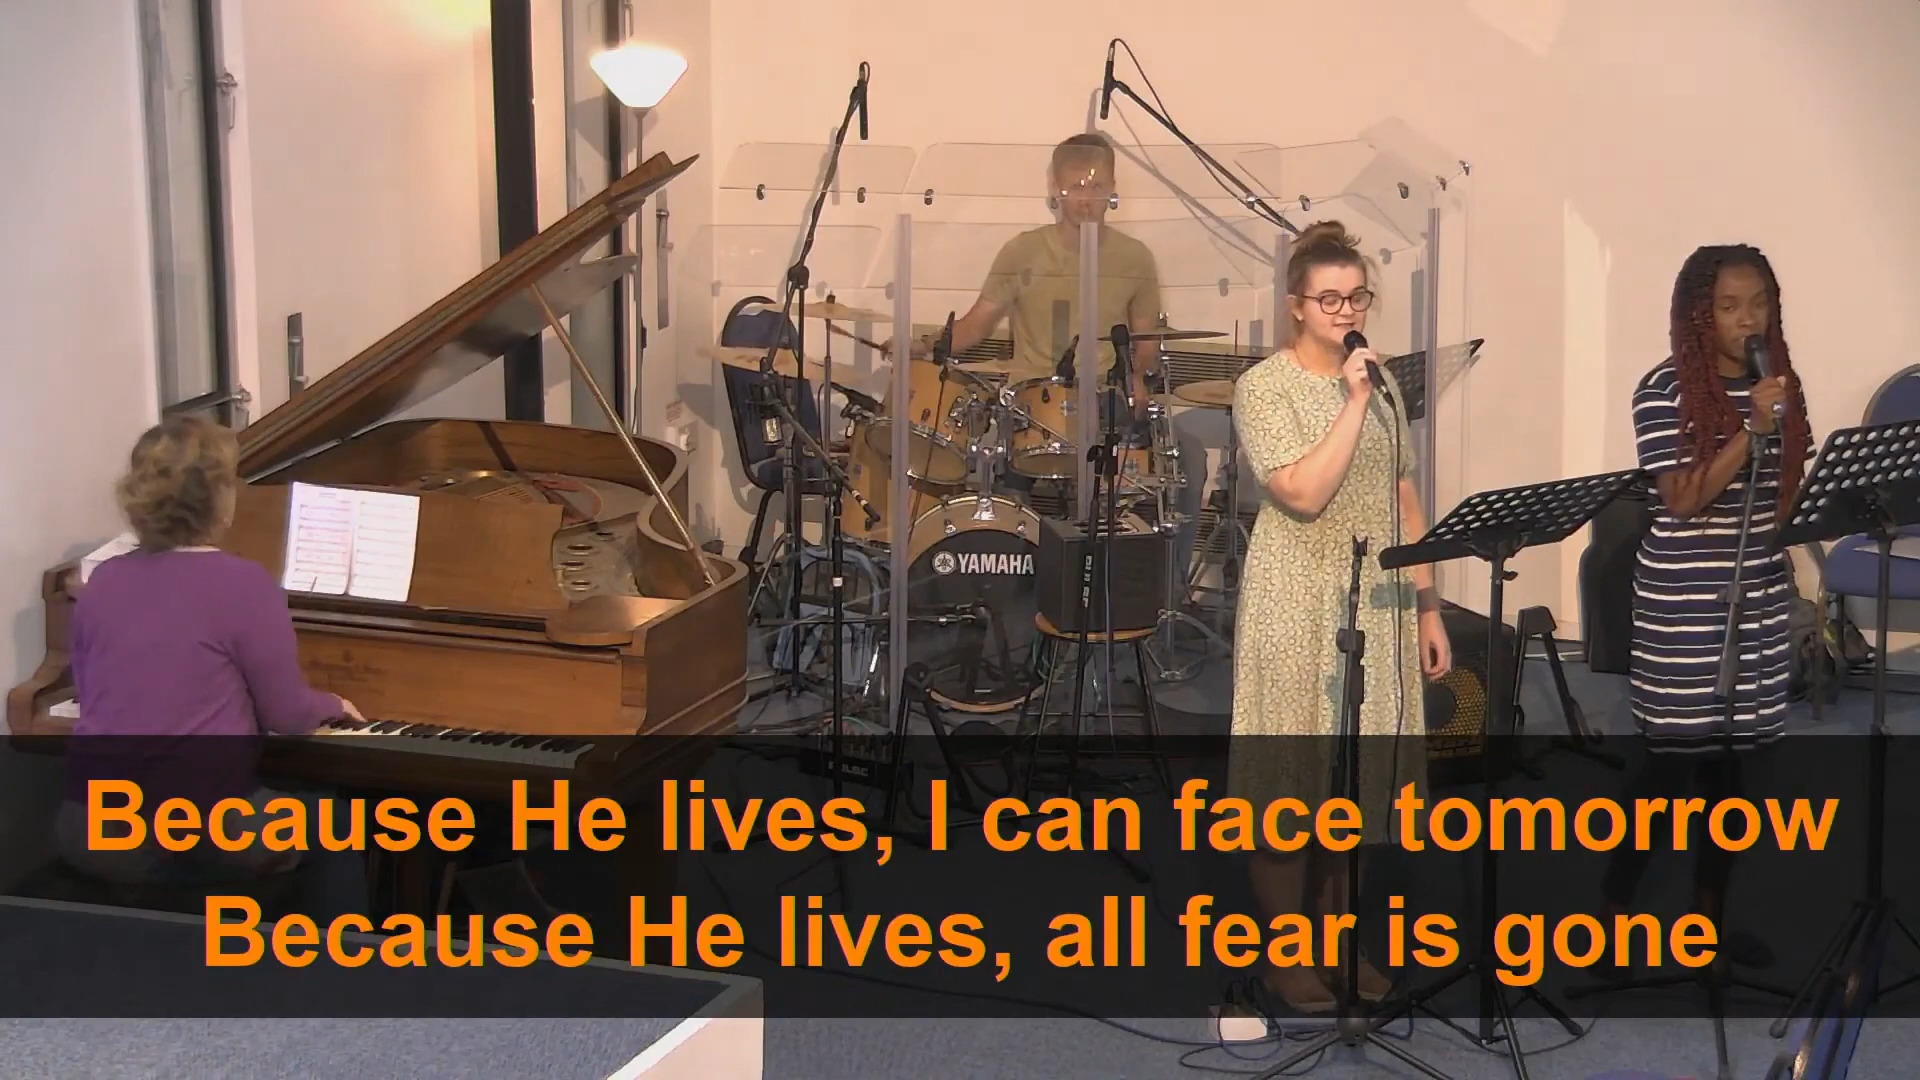 YAMAHA
Because He lives, I can face tomorrow
Because He lives, all fear is gone